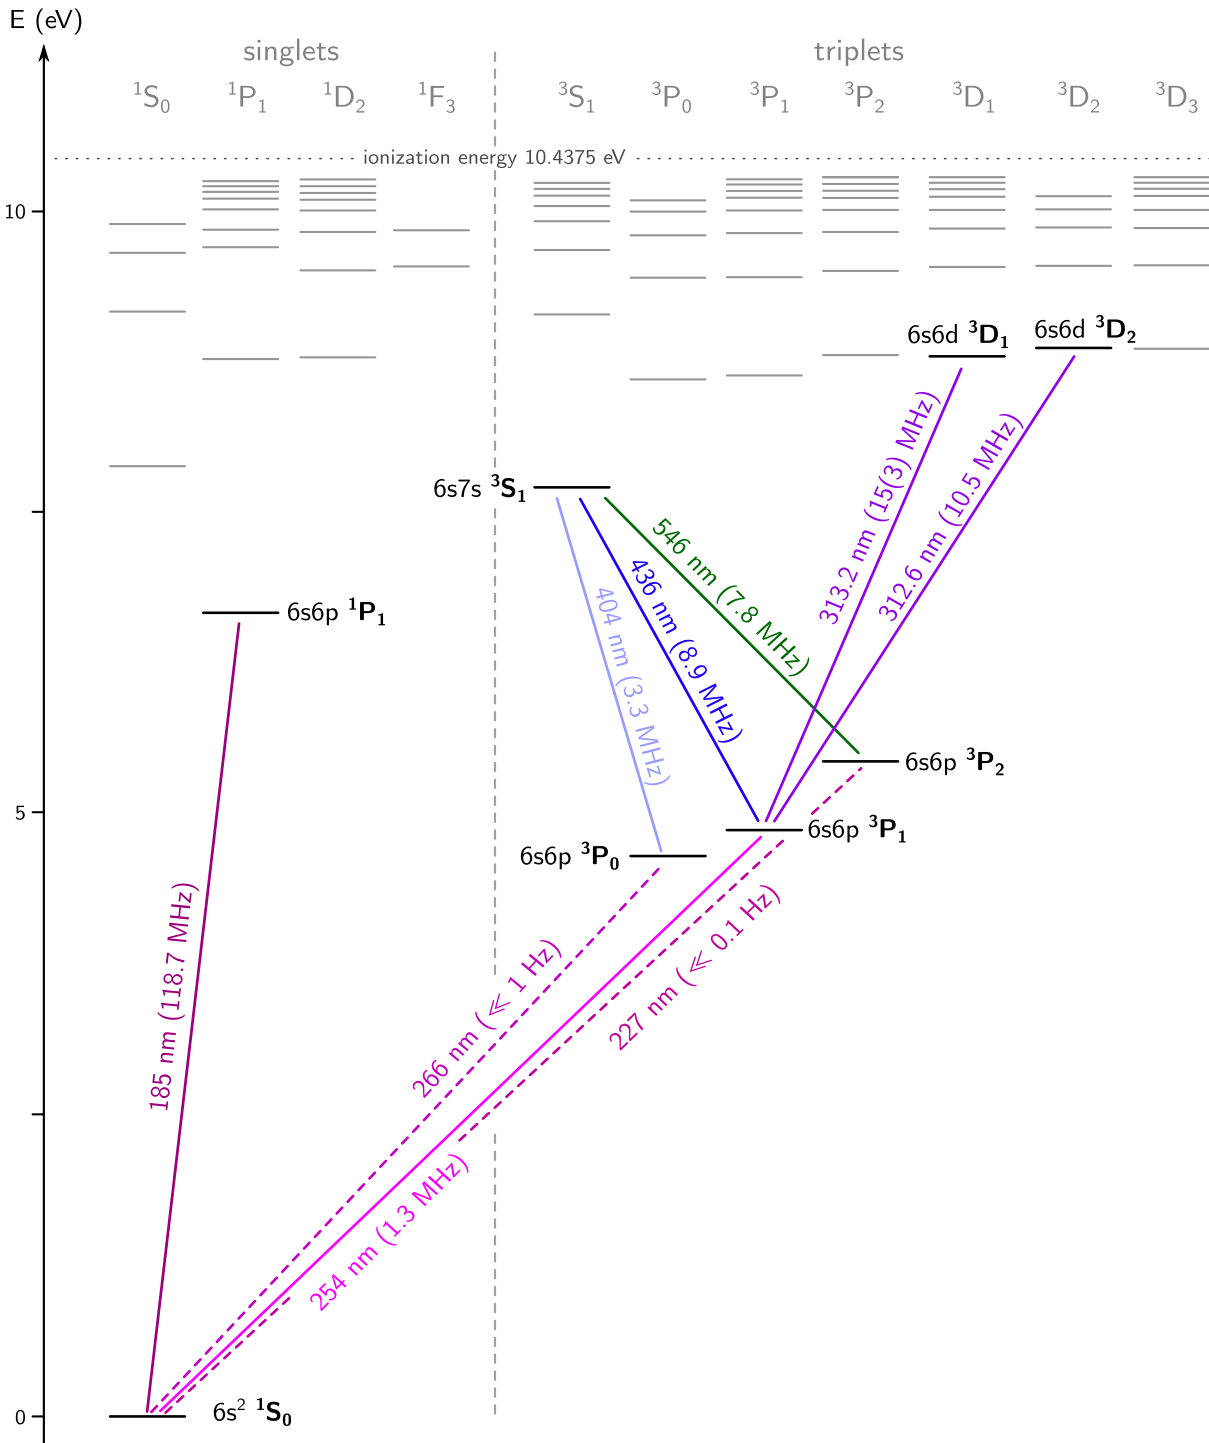 E (eV)
singlets
triplets
¹S₀ ¹P₁ ¹D₂ ¹F₃ ³S₁ ³P₀ ³P₁ ³P₂ ³D₁ ³D₂ ³D₃
ionization energy 10.4375 eV
10
6s6d ³D₁
6s6d ³D₂
6s7s ³S₁
313.2 nm (15(3) MHz)
312.6 nm (10.5 MHz)
546 nm (7.8 MHz)
436 nm (8.9 MHz)
404 nm (3.3 MHz)
6s6p ¹P₁
6s6p ³P₂
5
6s6p ³P₁
6s6p ³P₀
185 nm (118.7 MHz)
266 nm (≪ 1 Hz)
227 nm (≪ 0.1 Hz)
254 nm (1.3 MHz)
0
6s² ¹S₀